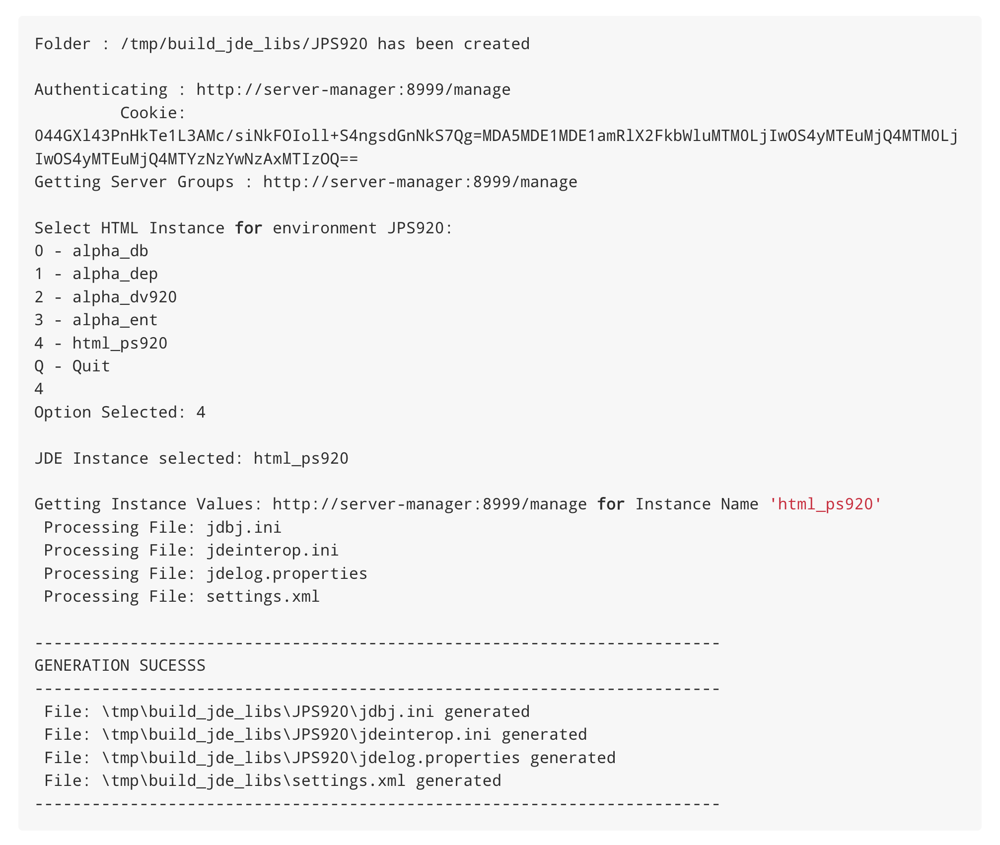 Folder : /tmp/build_jde_libs/JPS920 has been created
Authenticating : http://server-manager:8999/manage
Cookie:
044GXl43PnHkTe1L3AMc/siNkFOIoll+S4ngsdGnNkS7Qg=MDA5MDE1MDE1amRlX2FkbWluMTM0LjIwOS4yMTEuMjQ4MTM0Lj
IwOS4yMTEuMjQ4MTYzNzYwNzAxMTIzOQ==
Getting Server Groups : http://server-manager:8999/manage
Select HTML Instance for environment JPS920:
0 - alpha_db
1 - alpha_dep
2 - alpha_dv920
3 - alpha_ent
4 - html_ps920
Q - Quit
4
Option Selected: 4
JDE Instance selected: html_ps920
Getting Instance Values: http://server-manager:8999/manage for Instance Name 'html_ps920'
Processing File: jdbj.ini
Processing File: jdeinterop.ini
Processing File: jdelog.properties
Processing File: settings.xml
------------------------------------------------------------------------
GENERATION SUCESSS
------------------------------------------------------------------------
File: \tmp\build_jde_libs\JPS920\jdbj.ini generated
File: \tmp\build_jde_libs\JPS920\jdeinterop.ini generated
File: \tmp\build_jde_libs\JPS920\jdelog.properties generated
File: \tmp\build_jde_libs\settings.xml generated
------------------------------------------------------------------------